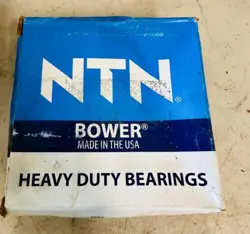 NTN®
BOWER®
MADE IN THE USA
HEAVY DUTY BEARINGS